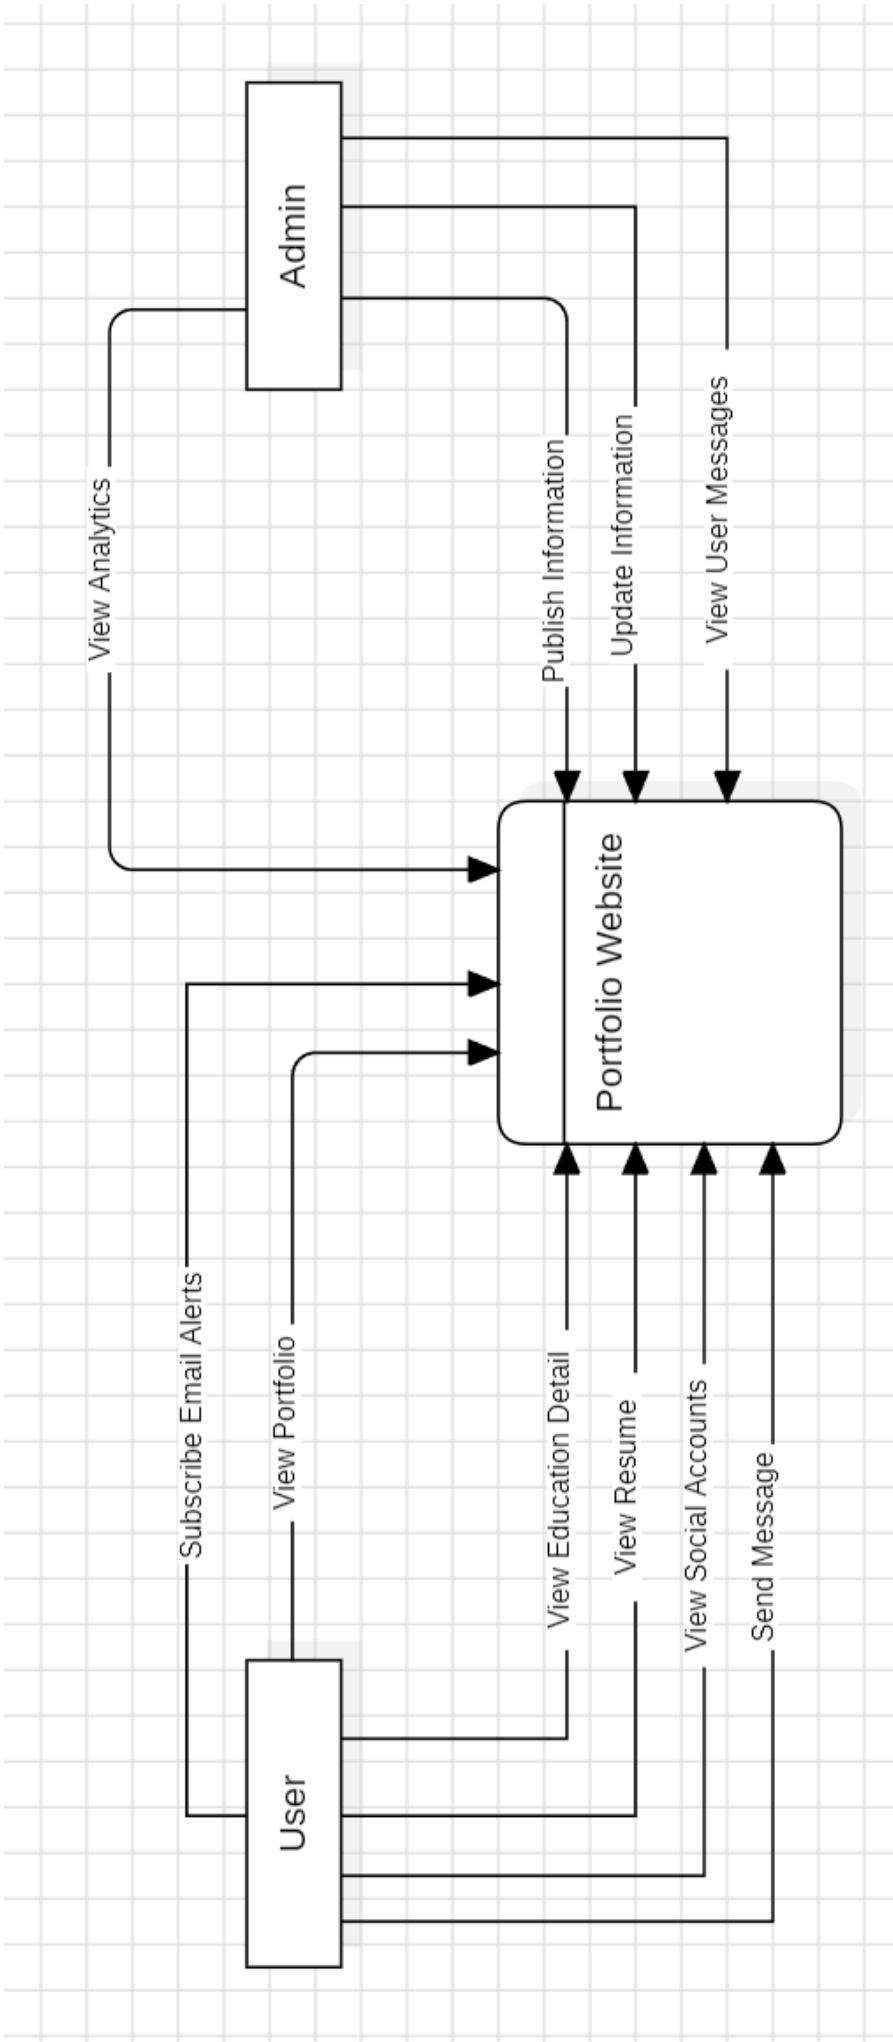 User
Admin
Subscribe Email Alerts
View Analytics
View Portfolio
View Education Detail
Publish Information
View Resume
Portfolio Website
Update Information
View Social Accounts
View User Messages
Send Message